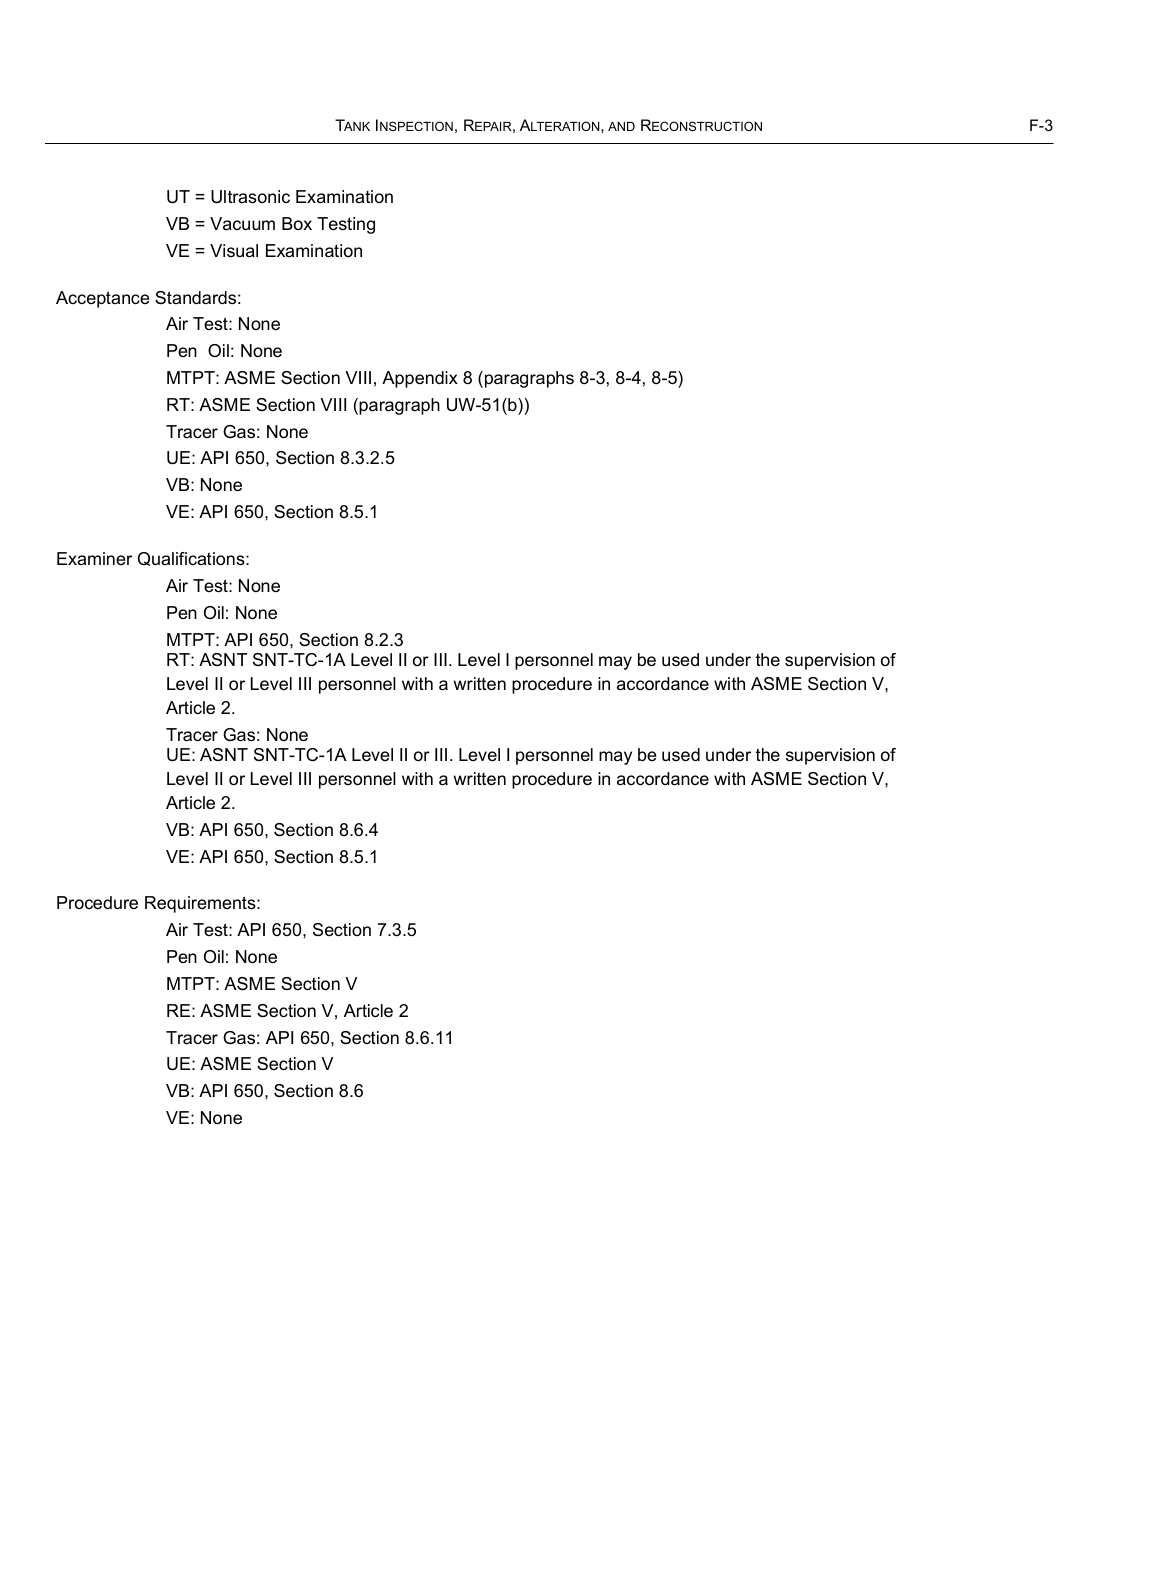 TANK INSPECTION, REPAIR, ALTERATION, AND RECONSTRUCTION F-3
UT = Ultrasonic Examination
VB = Vacuum Box Testing
VE = Visual Examination
Acceptance Standards:
Air Test: None
Pen  Oil: None
MTPT: ASME Section VIII, Appendix 8 (paragraphs 8-3, 8-4, 8-5)
RT: ASME Section VIII (paragraph UW-51(b))
Tracer Gas: None
UE: API 650, Section 8.3.2.5
VB: None
VE: API 650, Section 8.5.1
Examiner Qualifications:
Air Test: None
Pen Oil: None
MTPT: API 650, Section 8.2.3
RT: ASNT SNT-TC-1A Level II or III. Level I personnel may be used under the supervision of
Level II or Level III personnel with a written procedure in accordance with ASME Section V,
Article 2.
Tracer Gas: None
UE: ASNT SNT-TC-1A Level II or III. Level I personnel may be used under the supervision of
Level II or Level III personnel with a written procedure in accordance with ASME Section V,
Article 2.
VB: API 650, Section 8.6.4
VE: API 650, Section 8.5.1
Procedure Requirements:
Air Test: API 650, Section 7.3.5
Pen Oil: None
MTPT: ASME Section V
RE: ASME Section V, Article 2
Tracer Gas: API 650, Section 8.6.11
UE: ASME Section V
VB: API 650, Section 8.6
VE: None